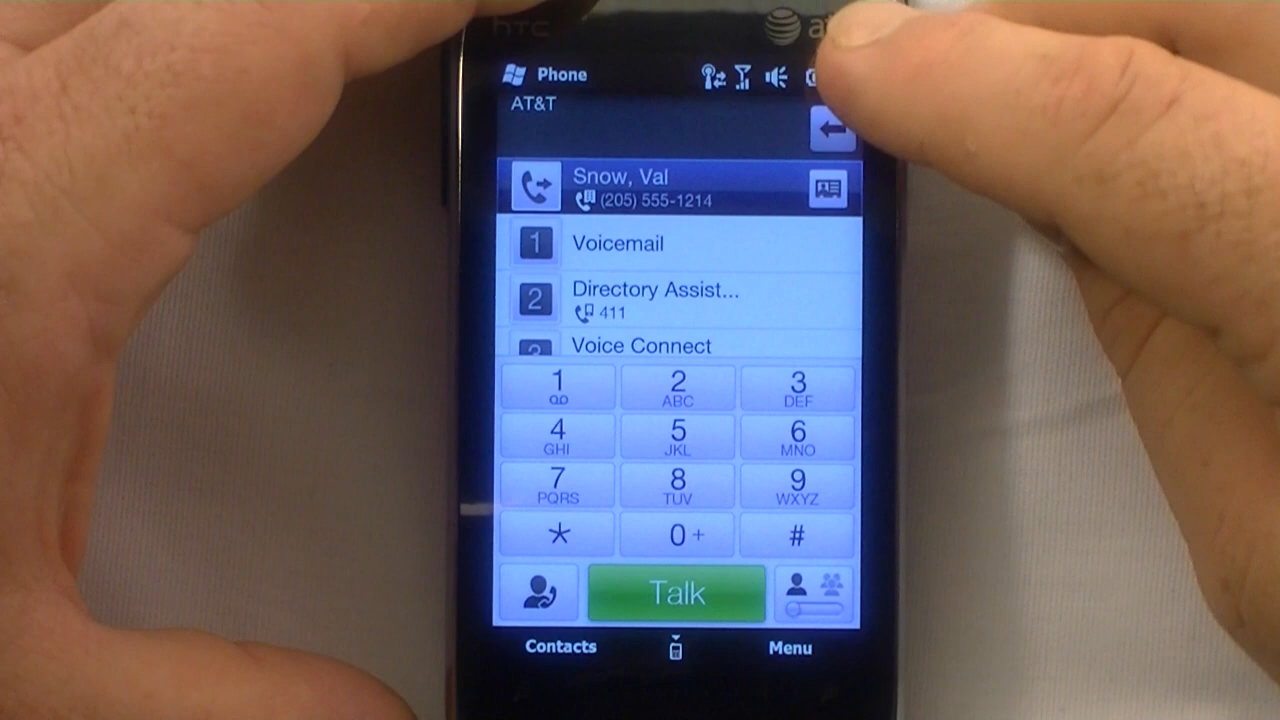 hTC
Phone
AT&T
Snow, Val
(205) 555-1214
1 Voicemail
2 Directory Assist...
411
3 Voice Connect
1 2 3
ABC DEF
4 5 6
GHI JKL MNO
7 8 9
PQRS TUV WXYZ
* 0 + #
Talk
Contacts Menu